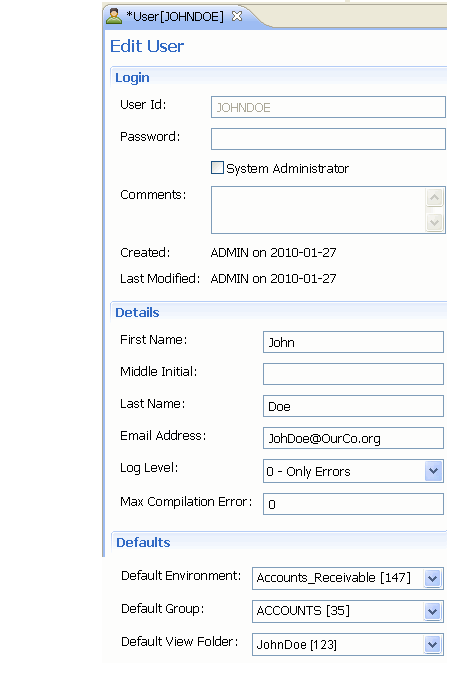 *User[JOHNDOE]
Edit User
Login
User Id: JOHNDOE
Password:
System Administrator
Comments:
Created: ADMIN on 2010-01-27
Last Modified: ADMIN on 2010-01-27
Details
First Name: John
Middle Initial:
Last Name: Doe
Email Address: JohDoe@OurCo.org
Log Level: 0 - Only Errors
Max Compilation Error: 0
Defaults
Default Environment: Accounts_Receivable [147]
Default Group: ACCOUNTS [35]
Default View Folder: JohnDoe [123]